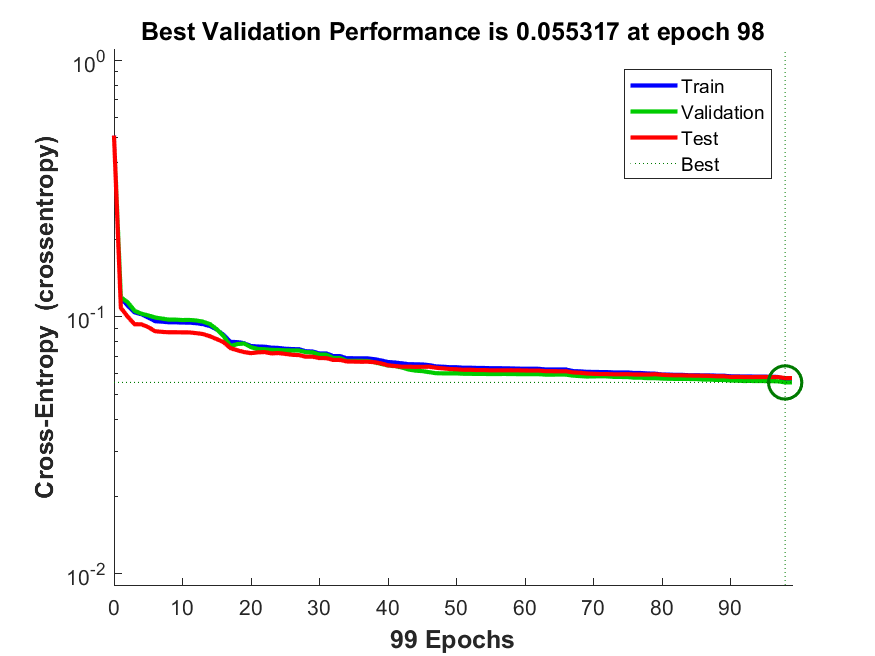 Best Validation Performance is 0.055317 at epoch 98
10^0
10^-1
10^-2
Cross-Entropy (crossentropy)
Train
Validation
Test
Best
0 10 20 30 40 50 60 70 80 90
99 Epochs